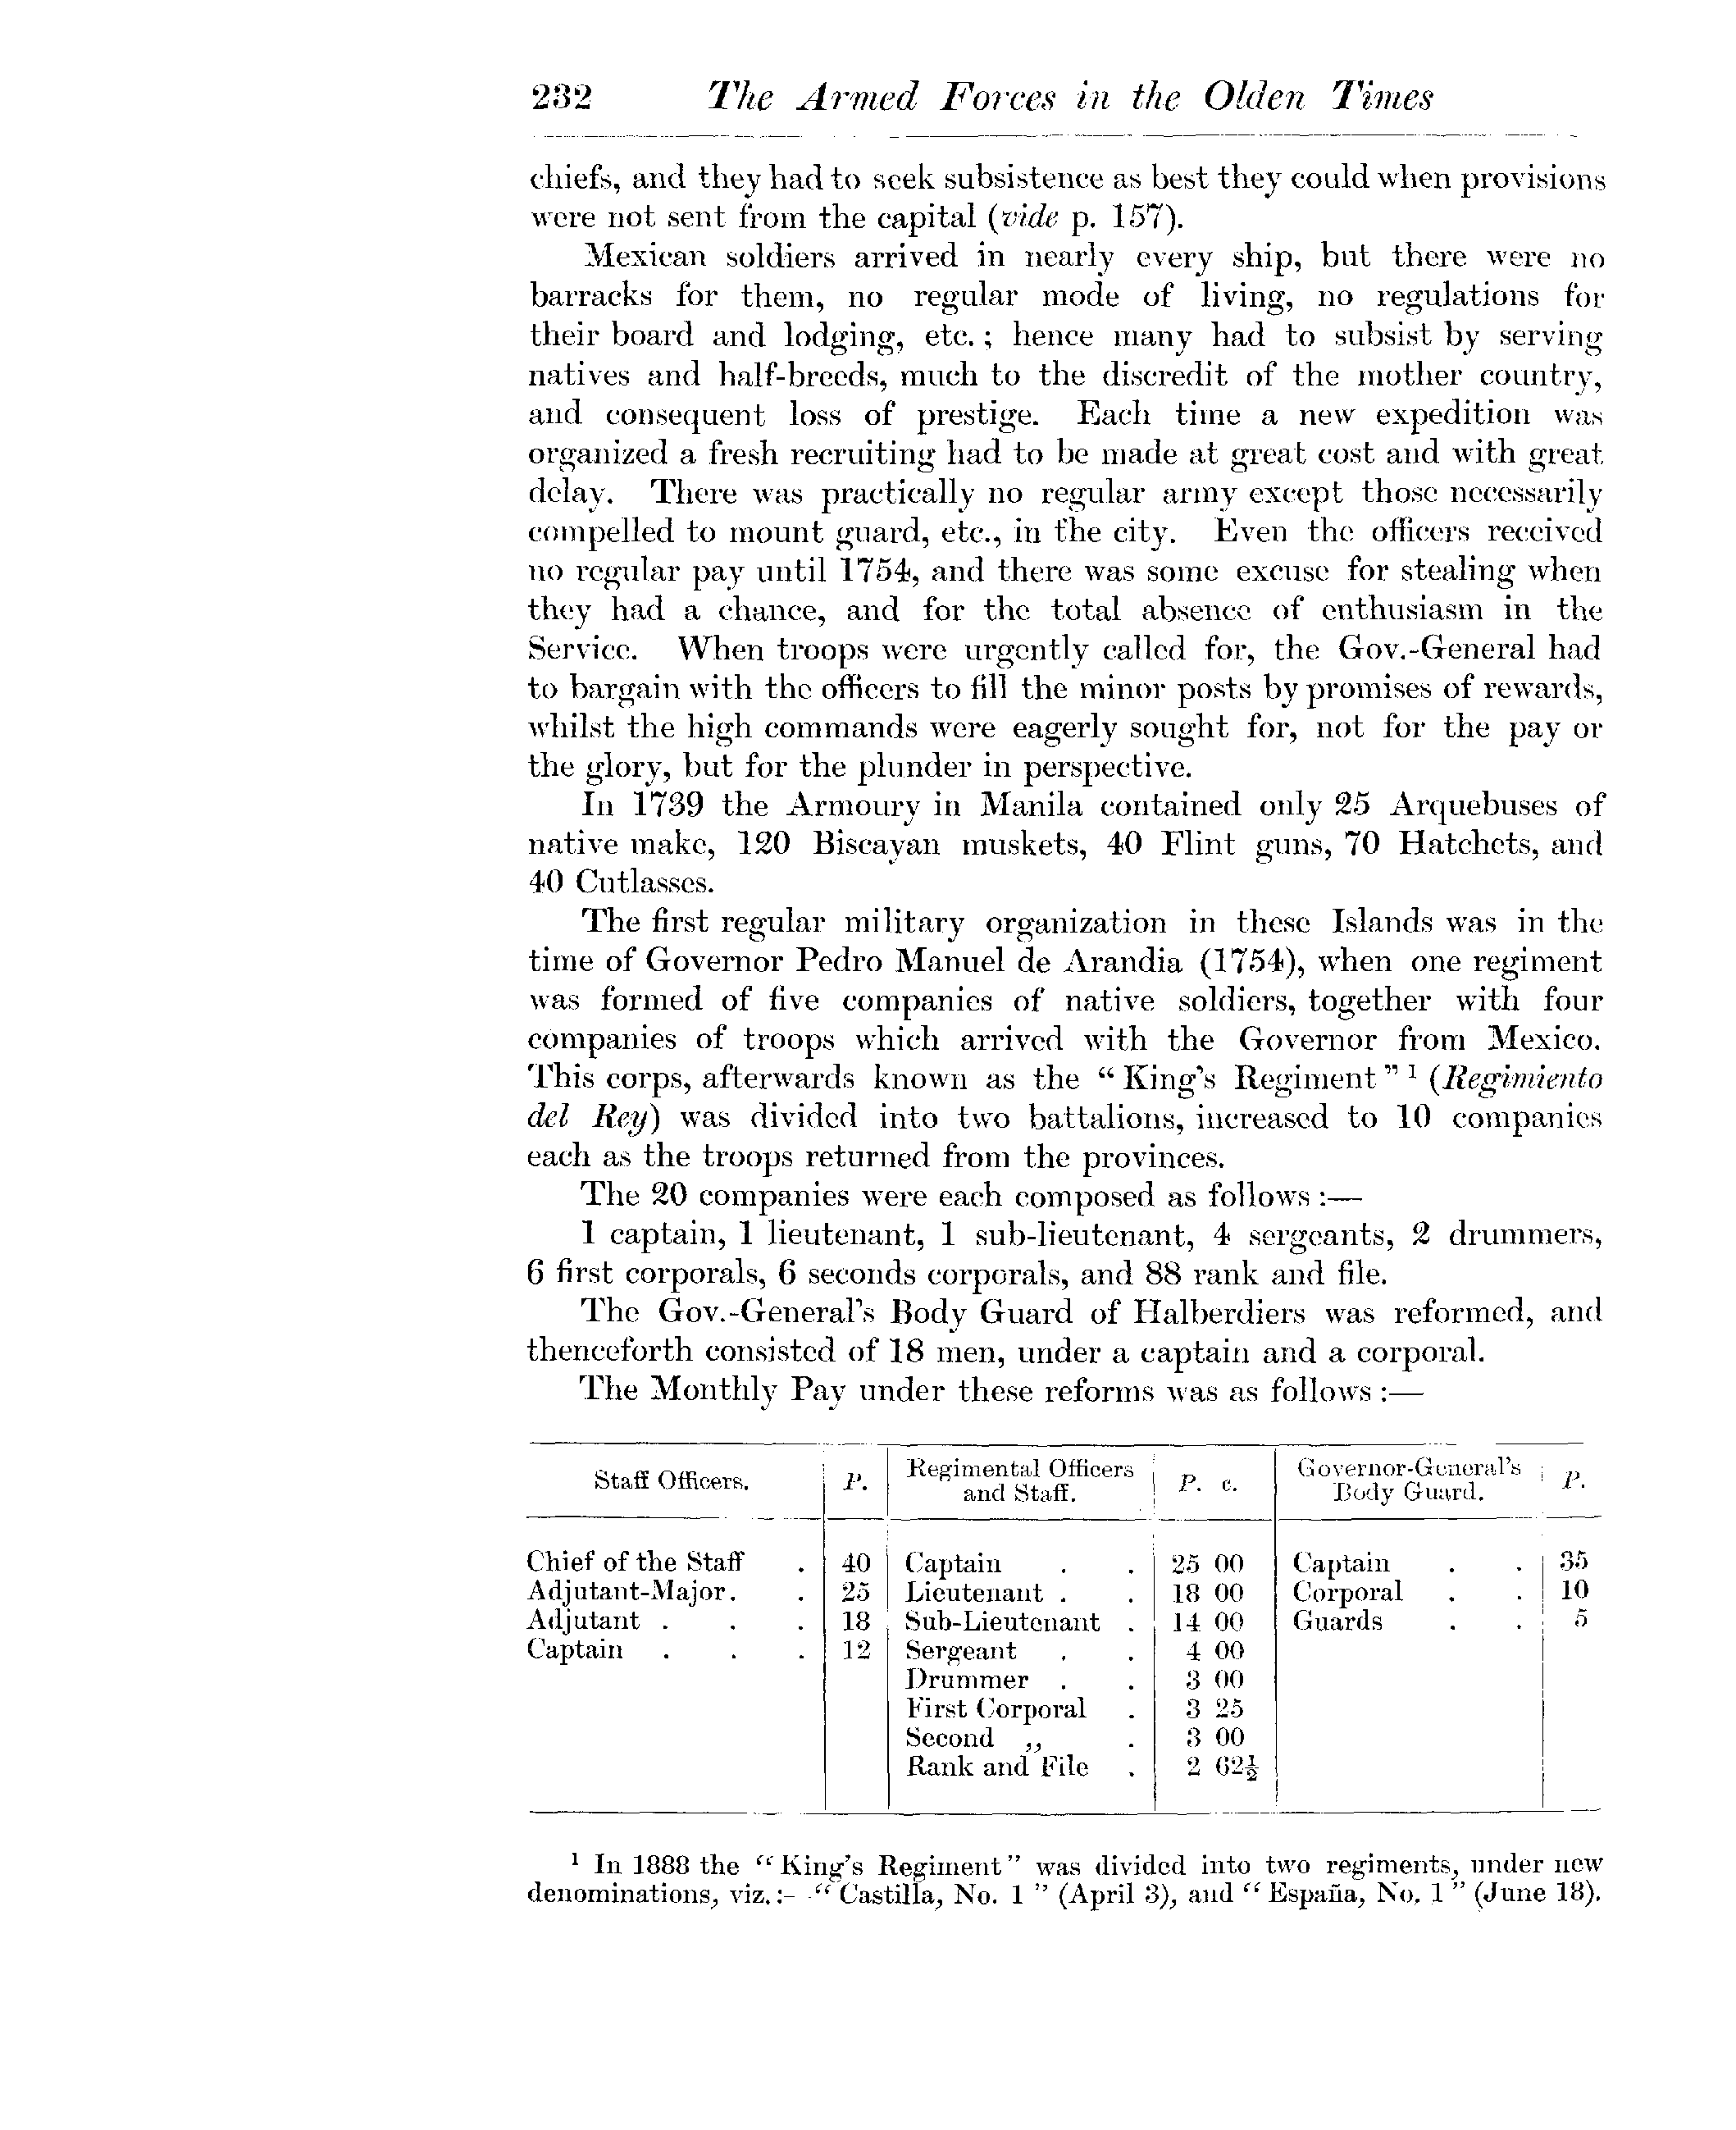 232 The Armed Forces in the Olden Times
chiefs, and they had to seek subsistence as best they could when provisions
were not sent from the capital (vide p. 157).
Mexican soldiers arrived in nearly every ship, but there were no
barracks for them, no regular mode of living, no regulations for
their board and lodging, etc. ; hence many had to subsist by serving
natives and half-breeds, much to the discredit of the mother country,
and consequent loss of prestige. Each time a new expedition was
organized a fresh recruiting had to be made at great cost and with great
delay. There was practically no regular army except those necessarily
compelled to mount guard, etc., in the city. Even the officers received
no regular pay until 1754, and there was some excuse for stealing when
they had a chance, and for the total absence of enthusiasm in the
Service. When troops were urgently called for, the Gov.-General had
to bargain with the officers to fill the minor posts by promises of rewards,
whilst the high commands were eagerly sought for, not for the pay or
the glory, but for the plunder in perspective.
In 1739 the Armoury in Manila contained only 25 Arquebuses of
native make, 120 Biscayan muskets, 40 Flint guns, 70 Hatchets, and
40 Cutlasses.
The first regular military organization in these Islands was in the
time of Governor Pedro Manuel de Arandia (1754), when one regiment
was formed of five companies of native soldiers, together with four
companies of troops which arrived with the Governor from Mexico.
This corps, afterwards known as the “ King's Regiment ” ¹ (Regimiento
del Rey) was divided into two battalions, increased to 10 companies
each as the troops returned from the provinces.
The 20 companies were each composed as follows :—
1 captain, 1 lieutenant, 1 sub-lieutenant, 4 sergeants, 2 drummers,
6 first corporals, 6 seconds corporals, and 88 rank and file.
The Gov.-General's Body Guard of Halberdiers was reformed, and
thenceforth consisted of 18 men, under a captain and a corporal.
The Monthly Pay under these reforms was as follows :—
Staff Officers. P. Regimental Officers and Staff. P. c. Governor-General's Body Guard. P.
Chief of the Staff . 40 Captain . . 25 00 Captain . . 35
Adjutant-Major. . 25 Lieutenant . . 18 00 Corporal . . 10
Adjutant . . . 18 Sub-Lieutenant . 14 00 Guards . . 5
Captain . . . 12 Sergeant . . 4 00
Drummer . . 3 00
First Corporal . 3 25
Second ,, . 3 00
Rank and File . 2 62½
¹ In 1888 the “ King's Regiment ” was divided into two regiments, under new
denominations, viz. :– “ Castilla, No. 1 ” (April 3), and “ España, No. 1 ” (June 18).